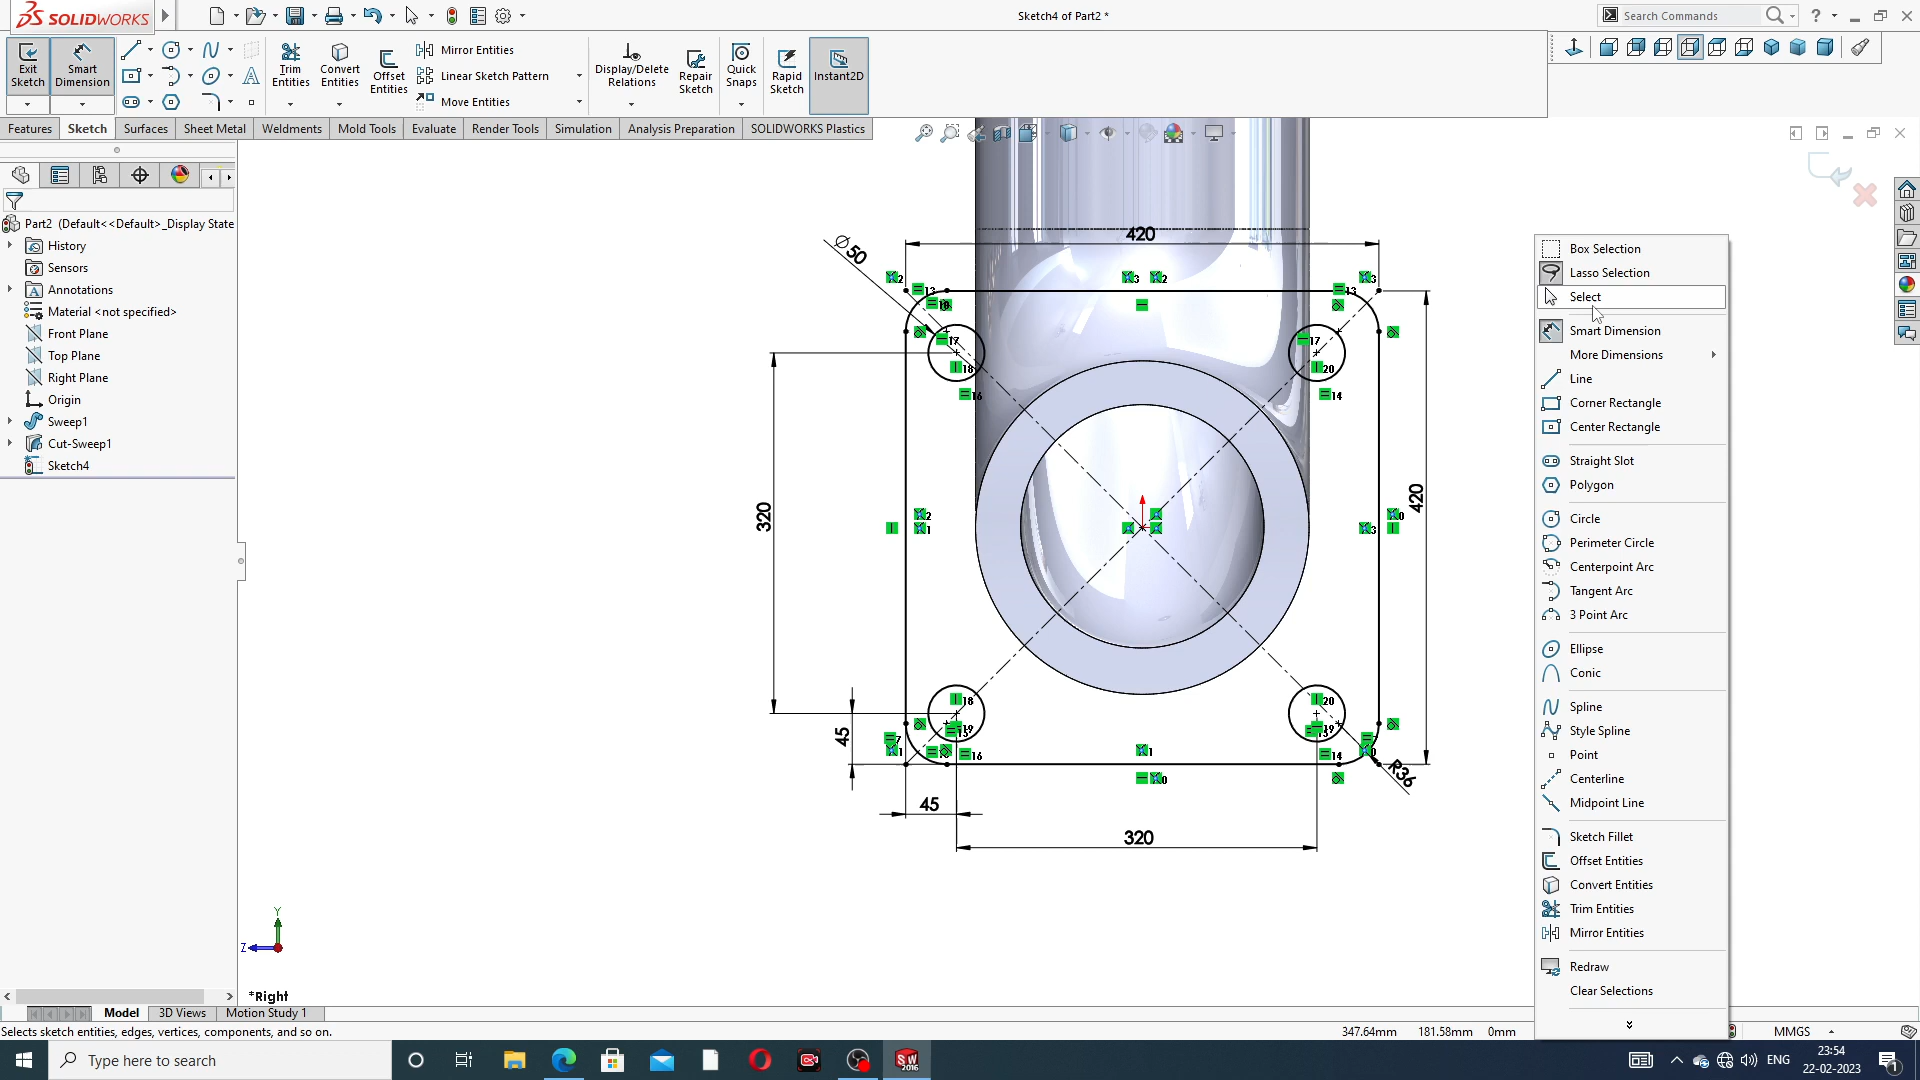 SOLIDWORKS
Sketch4 of Part2 *
Search Commands
Exit Sketch
Smart Dimension
Trim Entities
Convert Entities
Offset Entities
Mirror Entities
Linear Sketch Pattern
Move Entities
Display/Delete Relations
Repair Sketch
Quick Snaps
Rapid Sketch
Instant2D
Features
Sketch
Surfaces
Sheet Metal
Weldments
Mold Tools
Evaluate
Render Tools
Simulation
Analysis Preparation
SOLIDWORKS Plastics
Part2 (Default<<Default>_Display State
History
Sensors
Annotations
Material <not specified>
Front Plane
Top Plane
Right Plane
Origin
Sweep1
Cut-Sweep1
Sketch4
420
Ø50
320
420
45
45
320
R36
Box Selection
Lasso Selection
Select
Smart Dimension
More Dimensions
Line
Corner Rectangle
Center Rectangle
Straight Slot
Polygon
Circle
Perimeter Circle
Centerpoint Arc
Tangent Arc
3 Point Arc
Ellipse
Conic
Spline
Style Spline
Point
Centerline
Midpoint Line
Sketch Fillet
Offset Entities
Convert Entities
Trim Entities
Mirror Entities
Redraw
Clear Selections
Y
Z
*Right
Model
3D Views
Motion Study 1
Selects sketch entities, edges, vertices, components, and so on.
347.64mm 181.58mm 0mm
MMGS
Type here to search
SW 2016
ENG
23:54
22-02-2023
1